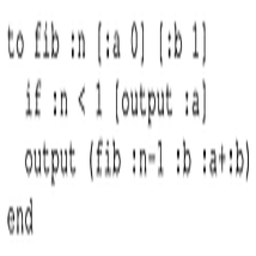 to fib :n [:a 0] [:b 1]
if :n < 1 [output :a]
output (fib :n-1 :b :a+:b)
end